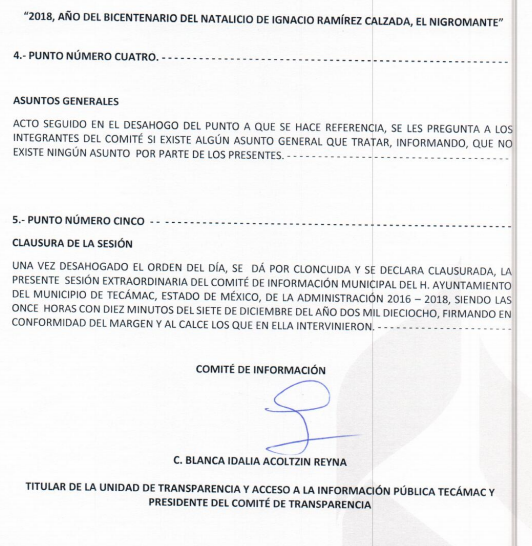 “2018, AÑO DEL BICENTENARIO DEL NATALICIO DE IGNACIO RAMÍREZ CALZADA, EL NIGROMANTE”
4.- PUNTO NÚMERO CUATRO. - - - - - - - - - - - - - - - - - - - - - - - - - - - - - - - - - - - - - - - - - - - - - - -
ASUNTOS GENERALES
ACTO SEGUIDO EN EL DESAHOGO DEL PUNTO A QUE SE HACE REFERENCIA, SE LES PREGUNTA A LOS
INTEGRANTES DEL COMITÉ SI EXISTE ALGÚN ASUNTO GENERAL QUE TRATAR, INFORMANDO, QUE NO
EXISTE NINGÚN ASUNTO POR PARTE DE LOS PRESENTES. - - - - - - - - - - - - - - - - - - - - - - - - - - - - - -
5.- PUNTO NÚMERO CINCO - - - - - - - - - - - - - - - - - - - - - - - - - - - - - - - - - - - - - - - - - - - - - - - -
CLAUSURA DE LA SESIÓN
UNA VEZ DESAHOGADO EL ORDEN DEL DÍA, SE DÁ POR CLONCUIDA Y SE DECLARA CLAUSURADA, LA
PRESENTE SESIÓN EXTRAORDINARIA DEL COMITÉ DE INFORMACIÓN MUNICIPAL DEL H. AYUNTAMIENTO
DEL MUNICIPIO DE TECÁMAC, ESTADO DE MÉXICO, DE LA ADMINISTRACIÓN 2016 – 2018, SIENDO LAS
ONCE HORAS CON DIEZ MINUTOS DEL SIETE DE DICIEMBRE DEL AÑO DOS MIL DIECIOCHO, FIRMANDO EN
CONFORMIDAD DEL MARGEN Y AL CALCE LOS QUE EN ELLA INTERVINIERON. - - - - - - - - - - - - - - - - - -
COMITÉ DE INFORMACIÓN
C. BLANCA IDALIA ACOLTZIN REYNA
TITULAR DE LA UNIDAD DE TRANSPARENCIA Y ACCESO A LA INFORMACIÓN PÚBLICA TECÁMAC Y
PRESIDENTE DEL COMITÉ DE TRANSPARENCIA